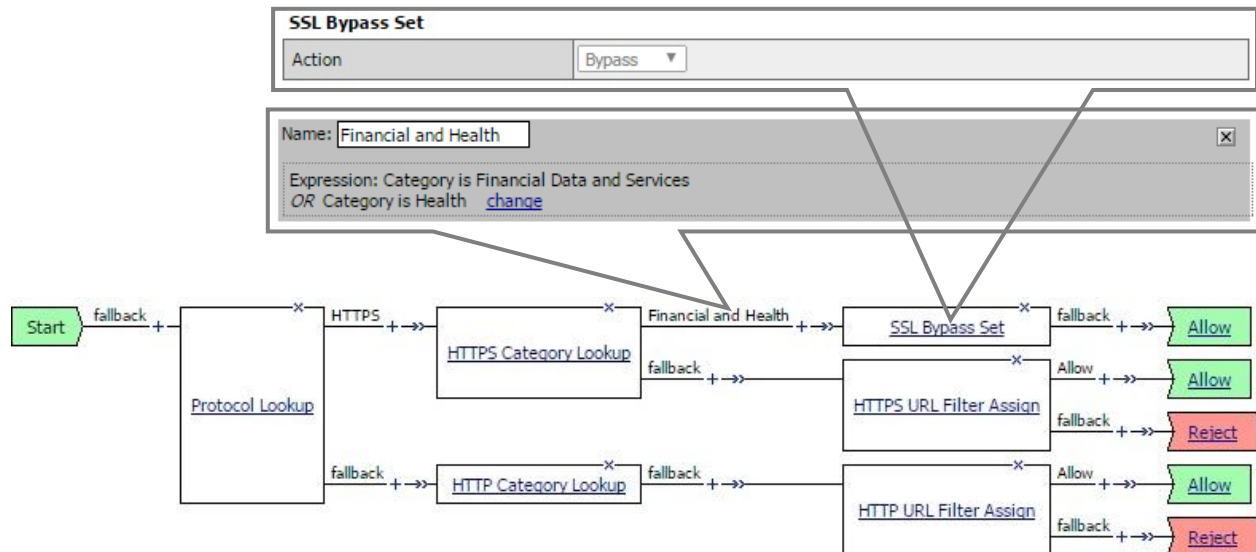 SSL Bypass Set
Action Bypass
Name: Financial and Health
Expression: Category is Financial Data and Services
OR Category is Health change
Start
fallback
Protocol Lookup
HTTPS
HTTPS Category Lookup
Financial and Health
SSL Bypass Set
fallback
Allow
fallback
HTTPS URL Filter Assign
Allow
Allow
fallback
Reject
fallback
HTTP Category Lookup
fallback
HTTP URL Filter Assign
Allow
Allow
fallback
Reject